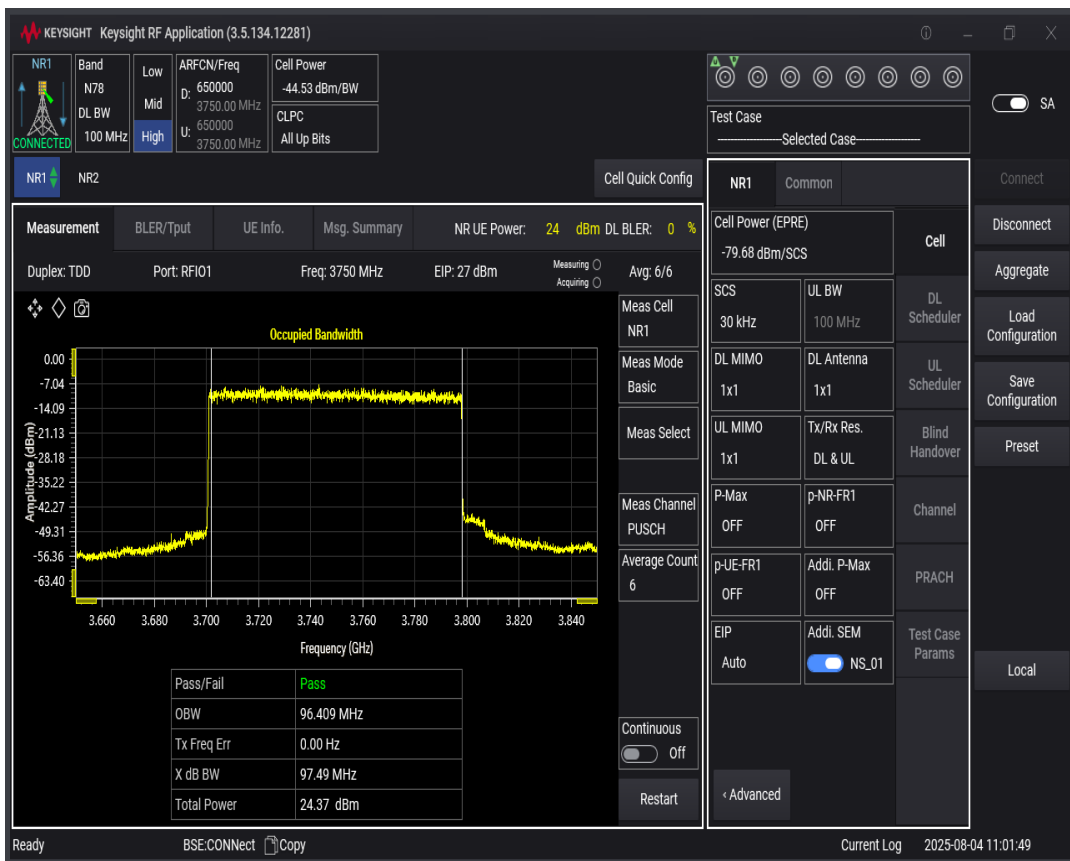 KEYSIGHT Keysight RF Application (3.5.134.12281)
NR1
CONNECTED
Band
N78
DL BW
100 MHz
Low
Mid
High
ARFCN/Freq
D: 650000
3750.00 MHz
U: 650000
3750.00 MHz
Cell Power
-44.53 dBm/BW
CLPC
All Up Bits
Test Case
--------------------Selected Case--------------------
SA
NR1
NR2
Cell Quick Config
NR1
Common
Connect
Measurement
BLER/Tput
UE Info.
Msg. Summary
NR UE Power: 24 dBm DL BLER: 0 %
Duplex: TDD
Port: RFIO1
Freq: 3750 MHz
EIP: 27 dBm
Measuring
Acquiring
Avg: 6/6
Occupied Bandwidth
Amplitude (dBm)
0.00
-7.04
-14.09
-21.13
-28.18
-35.22
-42.27
-49.31
-56.36
-63.40
3.660 3.680 3.700 3.720 3.740 3.760 3.780 3.800 3.820 3.840
Frequency (GHz)
Pass/Fail Pass
OBW 96.409 MHz
Tx Freq Err 0.00 Hz
X dB BW 97.49 MHz
Total Power 24.37 dBm
Meas Cell
NR1
Meas Mode
Basic
Meas Select
Meas Channel
PUSCH
Average Count
6
Continuous
Off
Restart
Cell Power (EPRE)
-79.68 dBm/SCS
SCS
30 kHz
UL BW
100 MHz
DL MIMO
1x1
DL Antenna
1x1
UL MIMO
1x1
Tx/Rx Res.
DL & UL
P-Max
OFF
p-NR-FR1
OFF
p-UE-FR1
OFF
Addi. P-Max
OFF
EIP
Auto
Addi. SEM
NS_01
‹ Advanced
Cell
DL
Scheduler
UL
Scheduler
Blind
Handover
Channel
PRACH
Test Case
Params
Disconnect
Aggregate
Load
Configuration
Save
Configuration
Preset
Local
Ready
BSE:CONNect
Copy
Current Log
2025-08-04 11:01:49